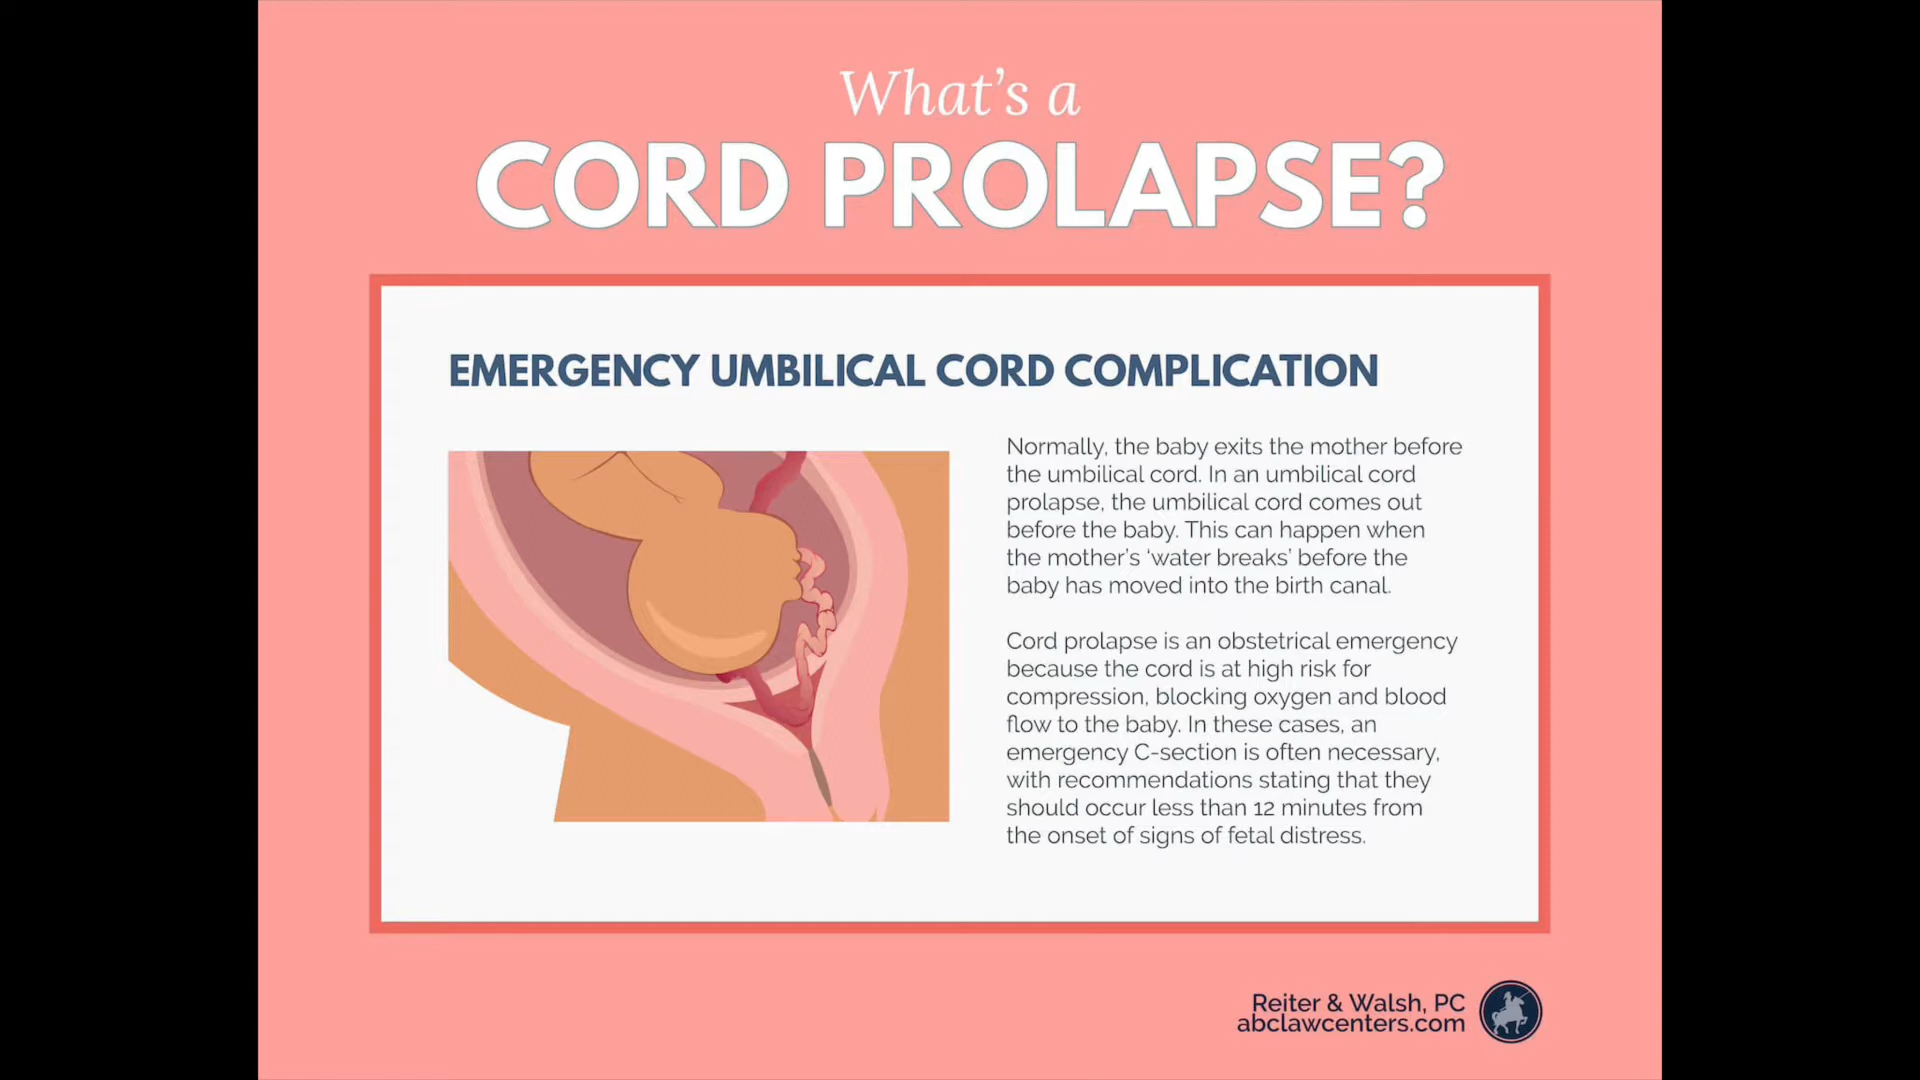 What's a
CORD PROLAPSE?
EMERGENCY UMBILICAL CORD COMPLICATION
Normally, the baby exits the mother before
the umbilical cord. In an umbilical cord
prolapse, the umbilical cord comes out
before the baby. This can happen when
the mother's 'water breaks' before the
baby has moved into the birth canal.
Cord prolapse is an obstetrical emergency
because the cord is at high risk for
compression, blocking oxygen and blood
flow to the baby. In these cases, an
emergency C-section is often necessary,
with recommendations stating that they
should occur less than 12 minutes from
the onset of signs of fetal distress.
Reiter & Walsh, PC
abclawcenters.com